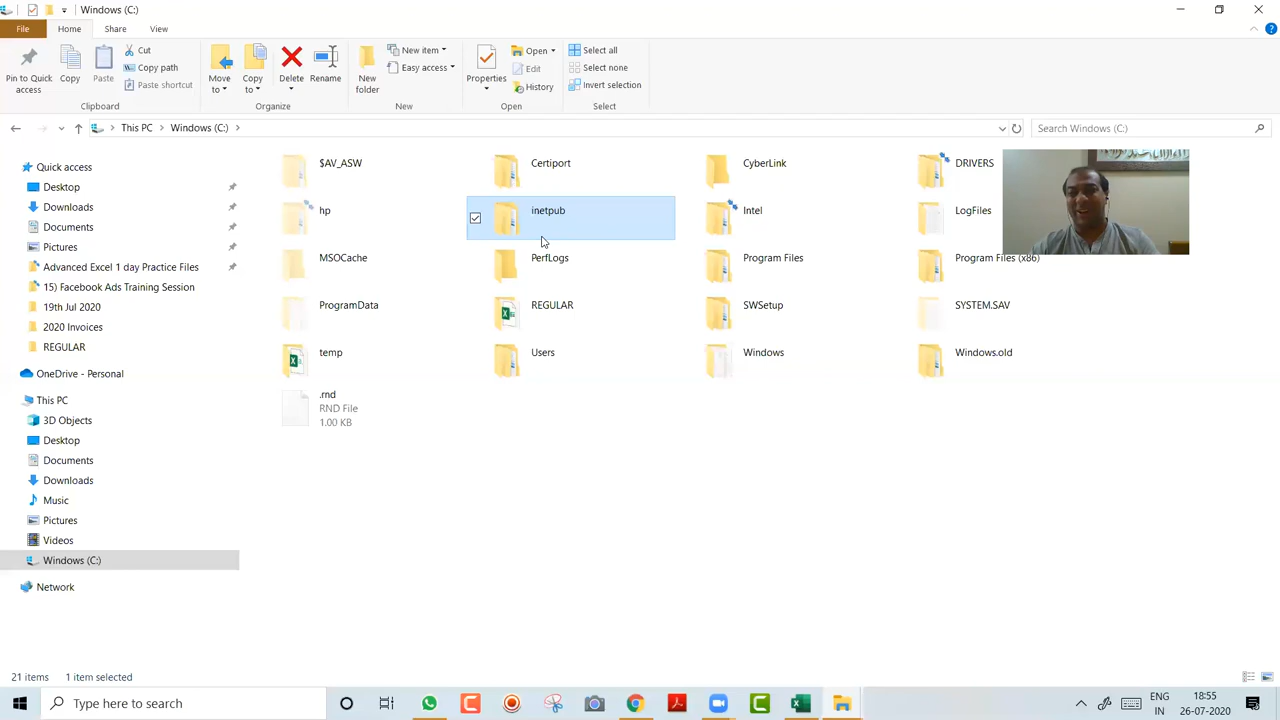 Windows (C:)
File Home Share View
Pin to Quick access
Copy
Paste
Cut
Copy path
Paste shortcut
Clipboard
Move to
Copy to
Delete
Rename
Organize
New folder
New item
Easy access
New
Properties
Open
Edit
History
Open
Select all
Select none
Invert selection
Select
This PC Windows (C:)
Search Windows (C:)
Quick access
Desktop
Downloads
Documents
Pictures
Advanced Excel 1 day Practice Files
15) Facebook Ads Training Session
19th Jul 2020
2020 Invoices
REGULAR
OneDrive - Personal
This PC
3D Objects
Desktop
Documents
Downloads
Music
Pictures
Videos
Windows (C:)
Network
$AV_ASW Certiport CyberLink DRIVERS
hp inetpub Intel LogFiles
MSOCache PerfLogs Program Files Program Files (x86)
ProgramData REGULAR SWSetup SYSTEM.SAV
temp Users Windows Windows.old
.rnd
RND File
1.00 KB
21 items 1 item selected
Type here to search
ENG
IN
18:55
26-07-2020